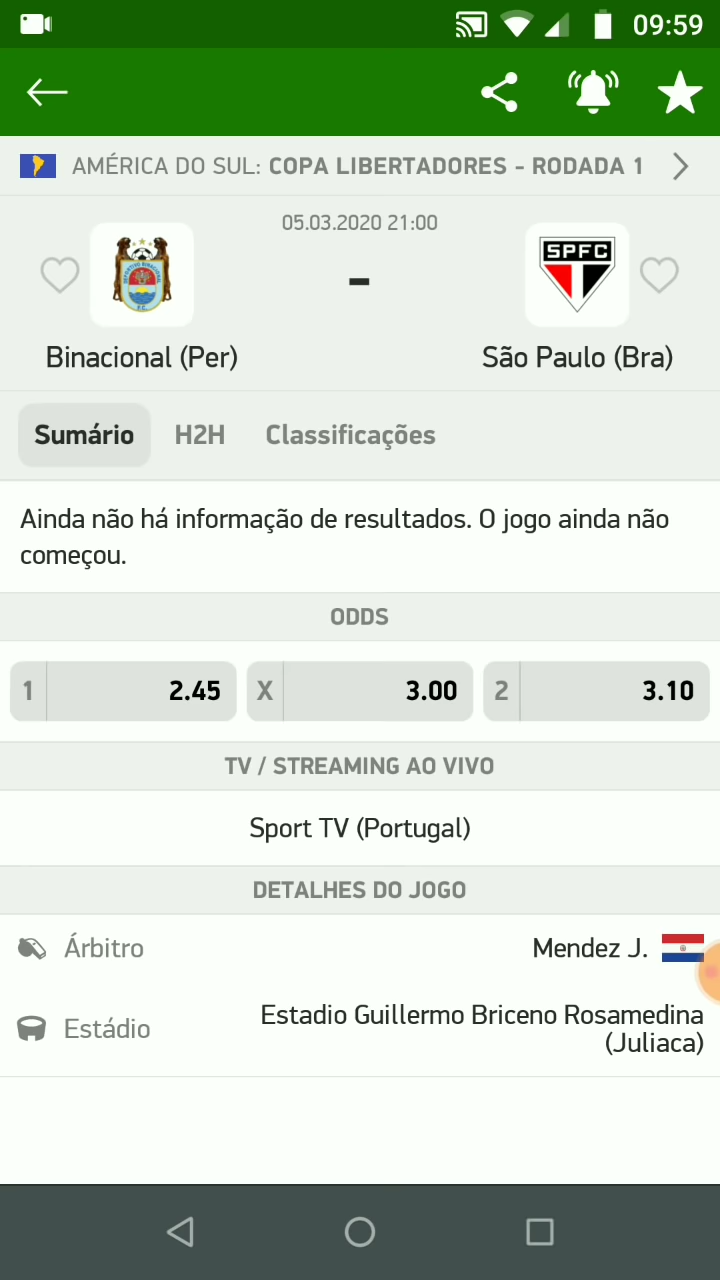 09:59
AMÉRICA DO SUL: COPA LIBERTADORES - RODADA 1
05.03.2020 21:00
SPFC
-
Binacional (Per)
São Paulo (Bra)
Sumário H2H Classificações
Ainda não há informação de resultados. O jogo ainda não
começou.
ODDS
1 2.45 X 3.00 2 3.10
TV / STREAMING AO VIVO
Sport TV (Portugal)
DETALHES DO JOGO
Árbitro Mendez J.
Estádio Estadio Guillermo Briceno Rosamedina
(Juliaca)